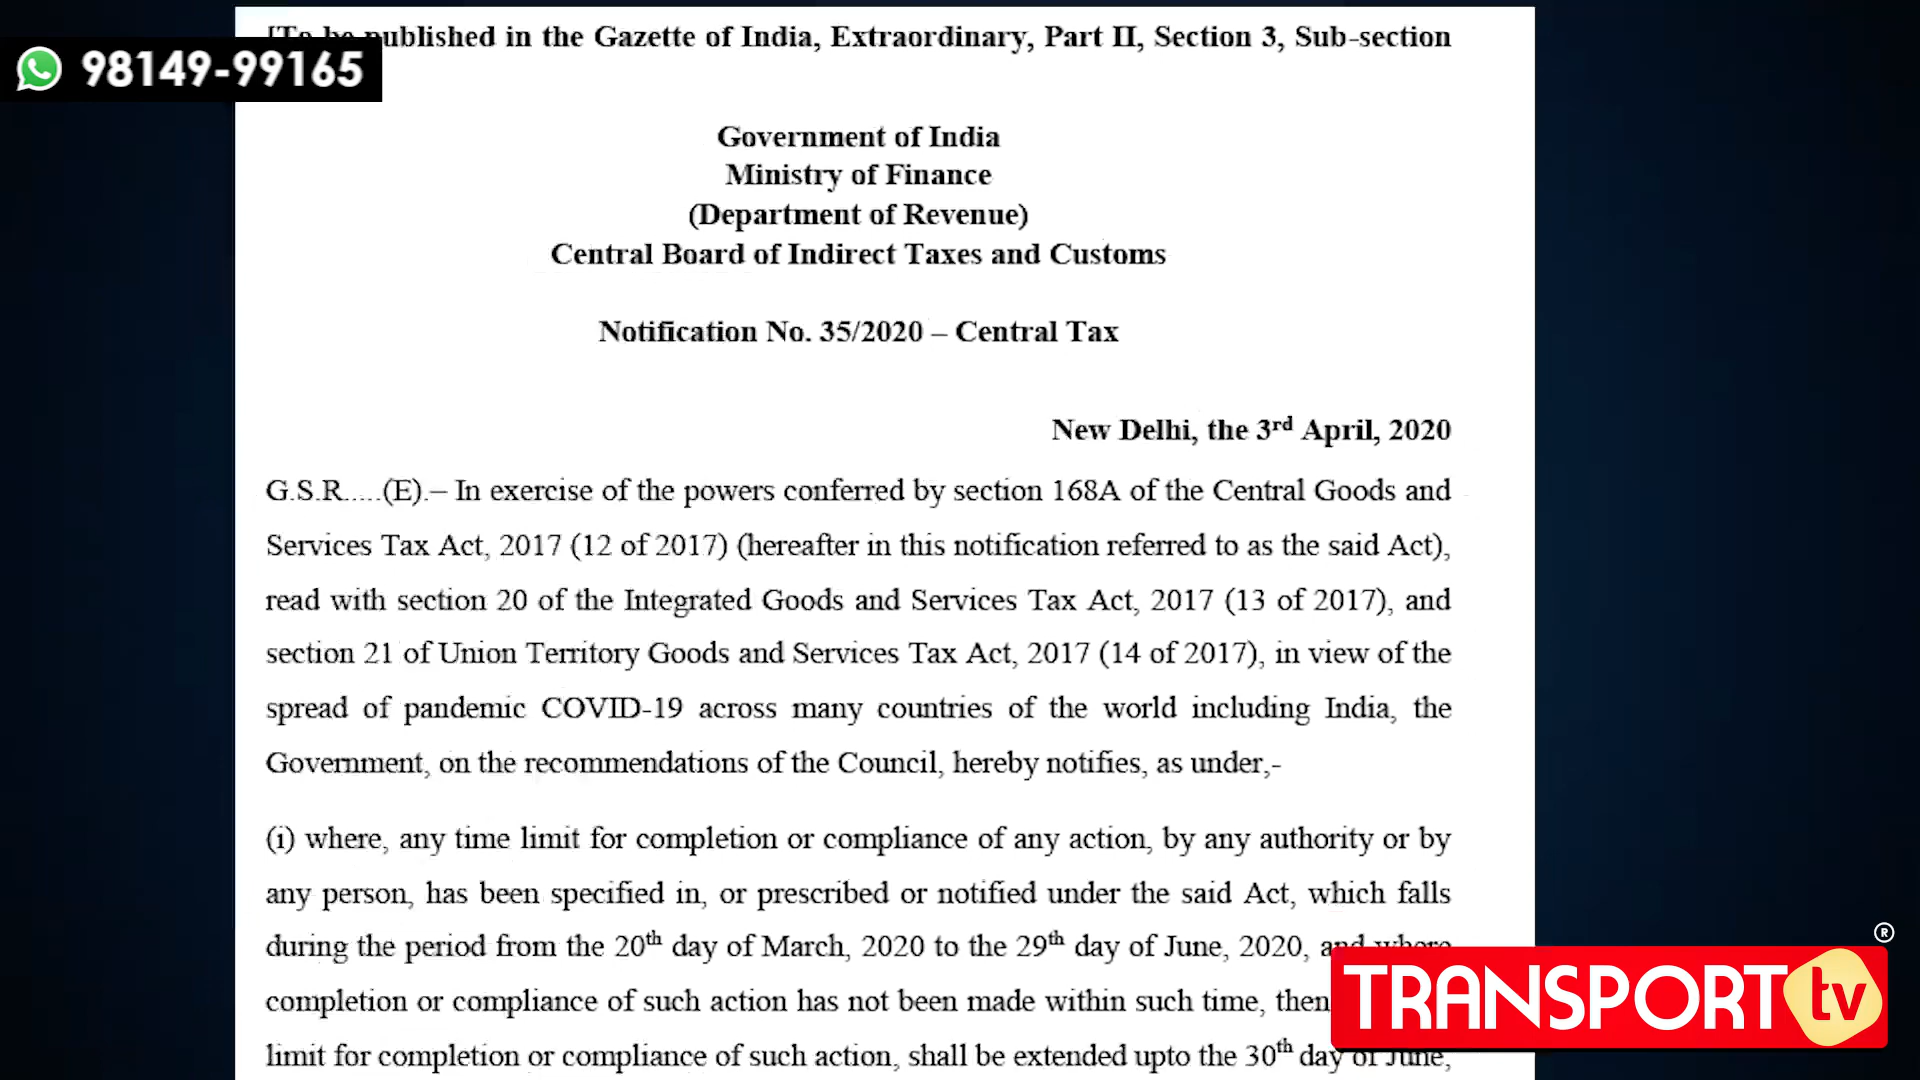 [To be published in the Gazette of India, Extraordinary, Part II, Section 3, Sub-section
98149-99165
Government of India
Ministry of Finance
(Department of Revenue)
Central Board of Indirect Taxes and Customs
Notification No. 35/2020 – Central Tax
New Delhi, the 3rd April, 2020
G.S.R.....(E).– In exercise of the powers conferred by section 168A of the Central Goods and
Services Tax Act, 2017 (12 of 2017) (hereafter in this notification referred to as the said Act),
read with section 20 of the Integrated Goods and Services Tax Act, 2017 (13 of 2017), and
section 21 of Union Territory Goods and Services Tax Act, 2017 (14 of 2017), in view of the
spread of pandemic COVID-19 across many countries of the world including India, the
Government, on the recommendations of the Council, hereby notifies, as under,-
(i) where, any time limit for completion or compliance of any action, by any authority or by
any person, has been specified in, or prescribed or notified under the said Act, which falls
during the period from the 20th day of March, 2020 to the 29th day of June, 2020, and where
completion or compliance of such action has not been made within such time, then
limit for completion or compliance of such action, shall be extended upto the 30th day of June,
TRANSPORT tv ®